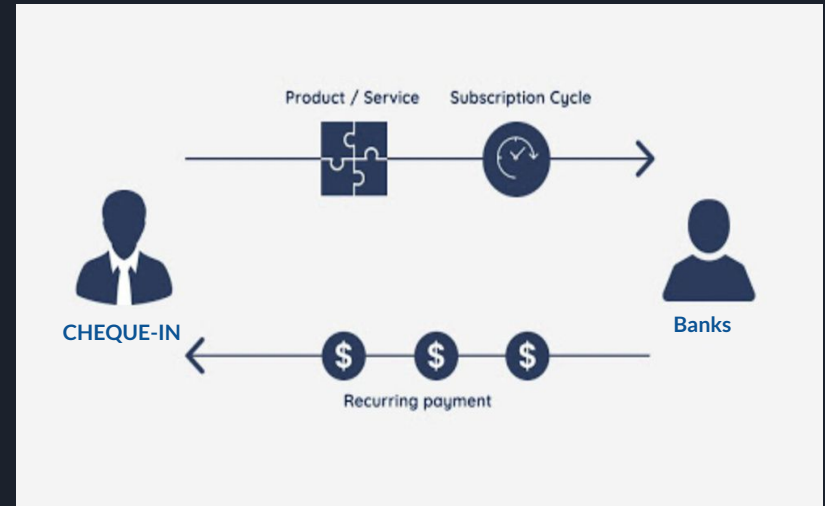 Product / Service
Subscription Cycle
CHEQUE-IN
Banks
$ $ $
Recurring payment